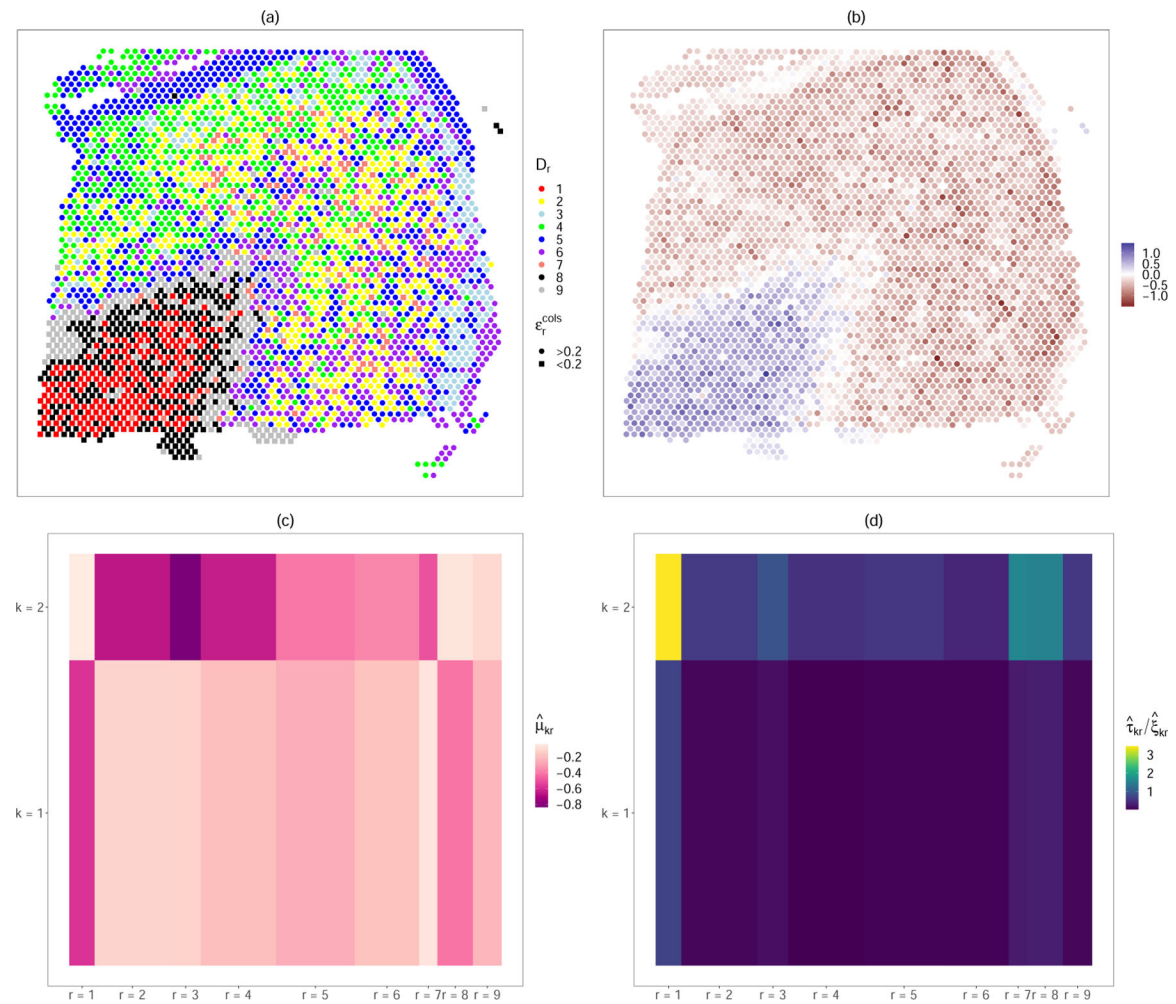 (a)
(b)
D_r
1
2
3
4
5
6
7
8
9
ε_r^cols
>0.2
<0.2
1.0
0.5
0.0
−0.5
−1.0
(c)
(d)
k = 2
k = 1
r = 1 r = 2 r = 3 r = 4 r = 5 r = 6 r = 7 r = 8 r = 9
μ̂_kr
−0.2
−0.4
−0.6
−0.8
k = 2
k = 1
r = 1 r = 2 r = 3 r = 4 r = 5 r = 6 r = 7 r = 8 r = 9
τ̂_kr/ξ̂_kr
3
2
1